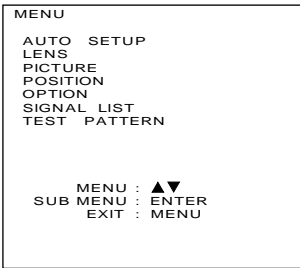 MENU
AUTO SETUP
LENS
PICTURE
POSITION
OPTION
SIGNAL LIST
TEST PATTERN
MENU : ▲▼
SUB MENU : ENTER
EXIT : MENU